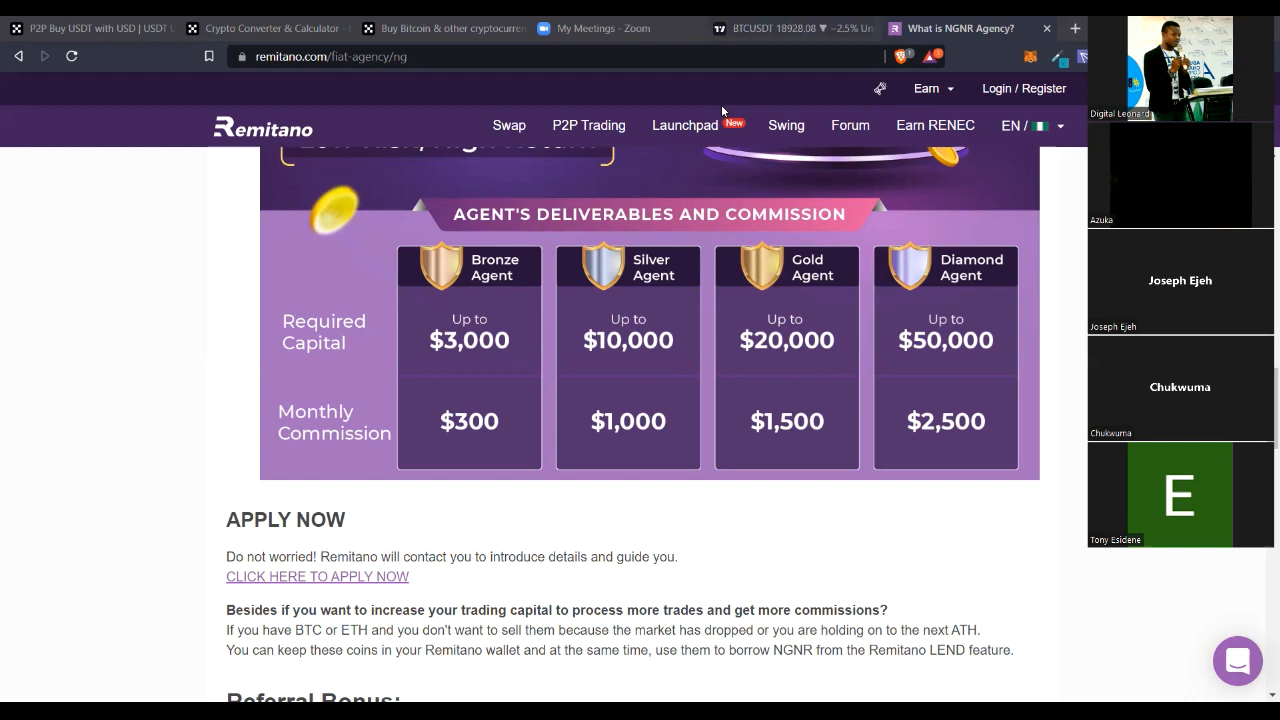 P2P Buy USDT with USD | USDT U
Crypto Converter & Calculator -
Buy Bitcoin & other cryptocurren
My Meetings - Zoom
BTCUSDT 18928.08 ▼ −2.5% Un
What is NGNR Agency?
remitano.com/fiat-agency/ng
Earn
Login / Register
Remitano
Swap
P2P Trading
Launchpad
New
Swing
Forum
Earn RENEC
EN /
AGENT'S DELIVERABLES AND COMMISSION
Bronze
Agent
Silver
Agent
Gold
Agent
Diamond
Agent
Required
Capital
Up to
$3,000
Up to
$10,000
Up to
$20,000
Up to
$50,000
Monthly
Commission
$300
$1,000
$1,500
$2,500
APPLY NOW
Do not worried! Remitano will contact you to introduce details and guide you.
CLICK HERE TO APPLY NOW
Besides if you want to increase your trading capital to process more trades and get more commissions?
If you have BTC or ETH and you don't want to sell them because the market has dropped or you are holding on to the next ATH.
You can keep these coins in your Remitano wallet and at the same time, use them to borrow NGNR from the Remitano LEND feature.
Referral Bonus:
Digital Leonard
Azuka
Joseph Ejeh
Joseph Ejeh
Chukwuma
Chukwuma
E
Tony Esidene